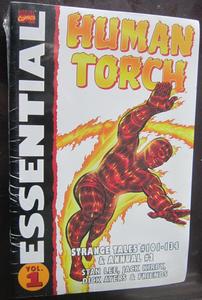 MARVEL
COMICS
ESSENTIAL
VOL.
1
HUMAN
TORCH
STRANGE TALES #101-134
& ANNUAL #2
STAN LEE, JACK KIRBY,
DICK AYERS & FRIENDS